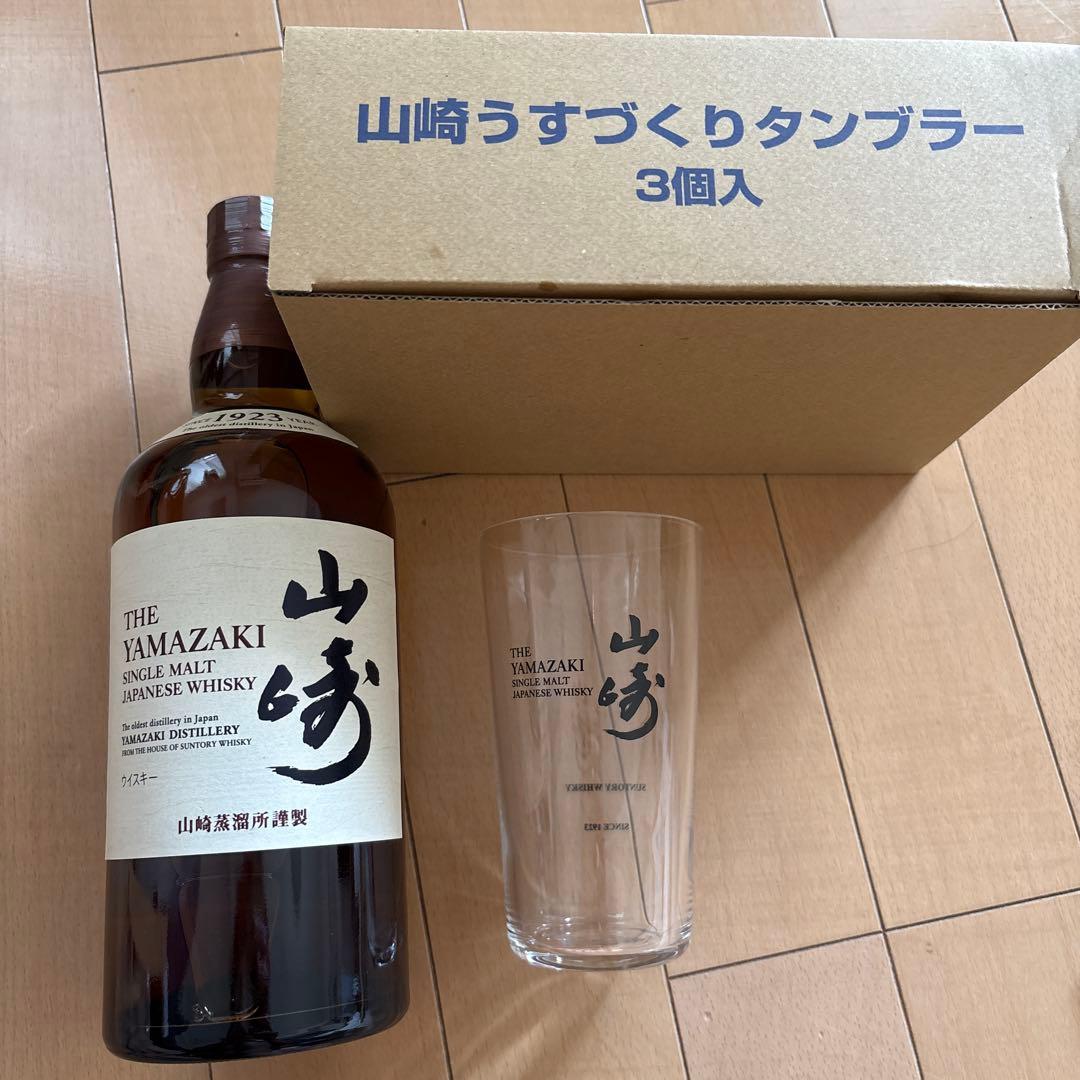 山崎うすづくりタンブラー
3個入
SINCE 1923 YEAR
The oldest distillery in Japan
THE
YAMAZAKI
SINGLE MALT
JAPANESE WHISKY
山崎
The oldest distillery in Japan
YAMAZAKI DISTILLERY
FROM THE HOUSE OF SUNTORY WHISKY
ウイスキー
山崎蒸溜所謹製
THE
YAMAZAKI
SINGLE MALT
JAPANESE WHISKY
山崎
SUNTORY WHISKY
SINCE 1923